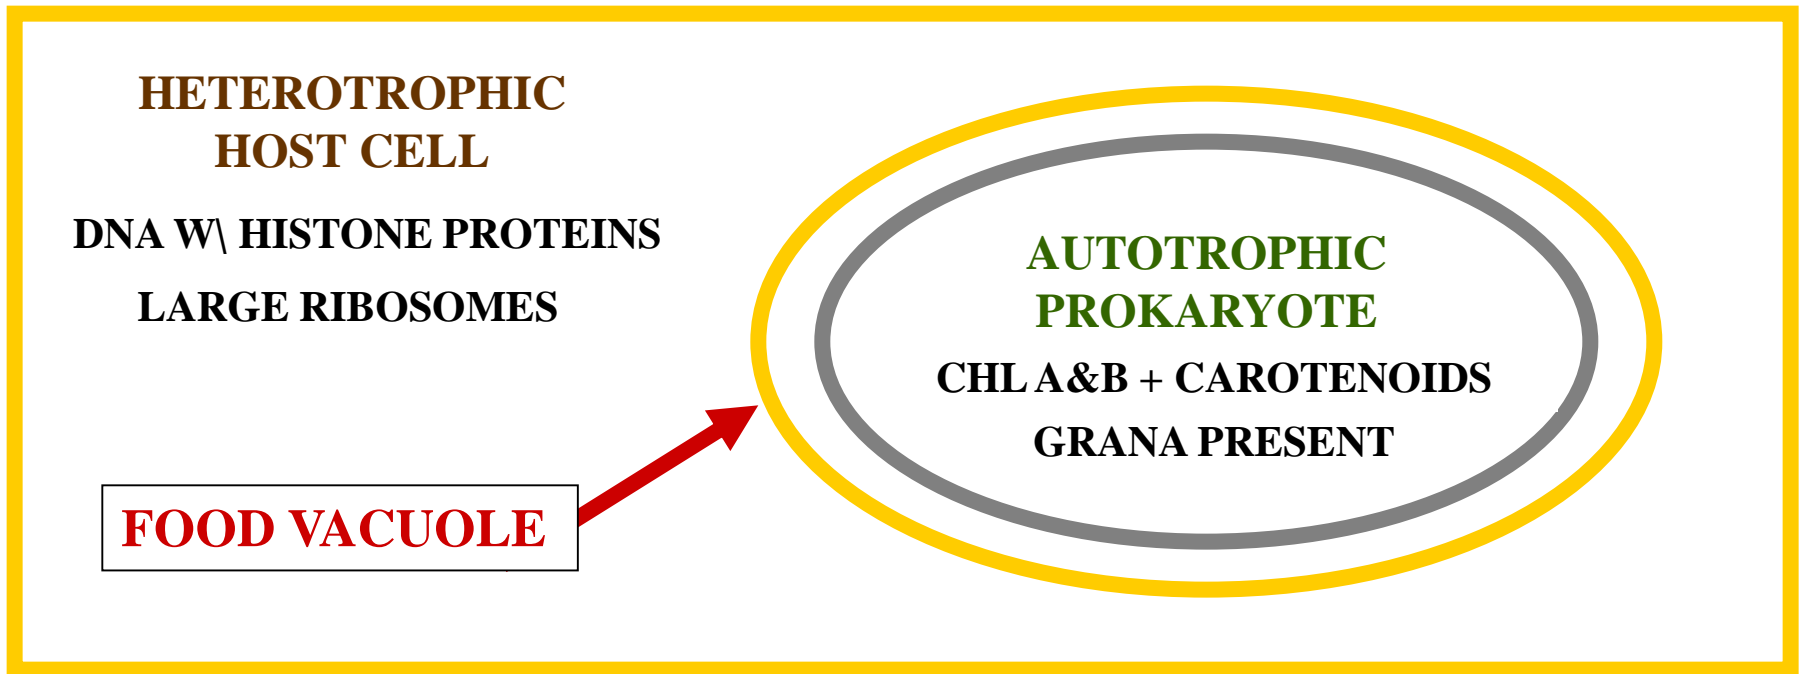 HETEROTROPHIC
HOST CELL
DNA W\ HISTONE PROTEINS
LARGE RIBOSOMES
FOOD VACUOLE
AUTOTROPHIC
PROKARYOTE
CHL A&B + CAROTENOIDS
GRANA PRESENT